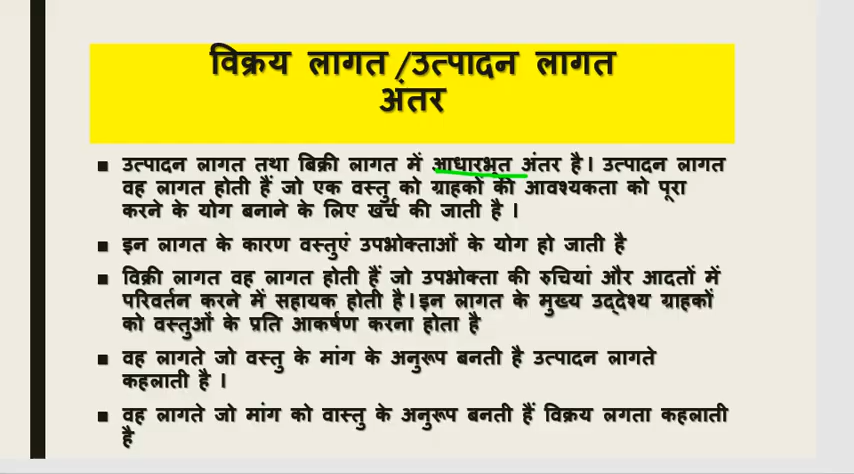 विक्रय लागत /उत्पादन लागत
अंतर
उत्पादन लागत तथा बिक्री लागत में आधारभूत अंतर है। उत्पादन लागत
वह लागत होती हैं जो एक वस्तु को ग्राहकों की आवश्यकता को पूरा
करने के योग बनाने के लिए खर्च की जाती है ।
इन लागत के कारण वस्तुएं उपभोक्ताओं के योग हो जाती है
विक्री लागत वह लागत होती हैं जो उपभोक्ता की रुचियां और आदतों में
परिवर्तन करने में सहायक होती है।इन लागत के मुख्य उद्देश्य ग्राहकों
को वस्तुओं के प्रति आकर्षण करना होता है
वह लागते जो वस्तु के मांग के अनुरूप बनती है उत्पादन लागते
कहलाती है ।
वह लागते जो मांग को वास्तु के अनुरूप बनती हैं विक्रय लगता कहलाती
है